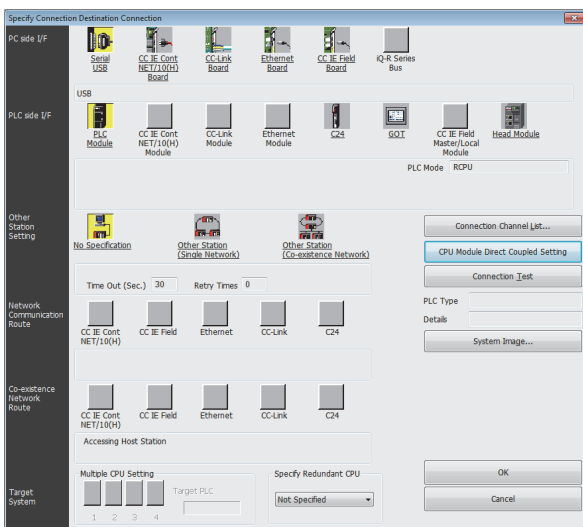 Specify Connection Destination Connection
PC side I/F
Serial
USB
CC IE Cont
NET/10(H)
Board
CC-Link
Board
Ethernet
Board
CC IE Field
Board
iQ-R Series
Bus
USB
PLC side I/F
PLC
Module
CC IE Cont
NET/10(H)
Module
CC-Link
Module
Ethernet
Module
C24
GOT
CC IE Field
Master/Local
Module
Head Module
PLC Mode RCPU
Other
Station
Setting
No Specification
Other Station
(Single Network)
Other Station
(Co-existence Network)
Time Out (Sec.) 30 Retry Times 0
Connection Channel List...
CPU Module Direct Coupled Setting
Connection Test
PLC Type
Details
System Image...
Network
Communication
Route
CC IE Cont
NET/10(H)
CC IE Field
Ethernet
CC-Link
C24
Co-existence
Network
Route
CC IE Cont
NET/10(H)
CC IE Field
Ethernet
CC-Link
C24
Accessing Host Station
Target
System
Multiple CPU Setting
1 2 3 4
Target PLC
Specify Redundant CPU
Not Specified
OK
Cancel